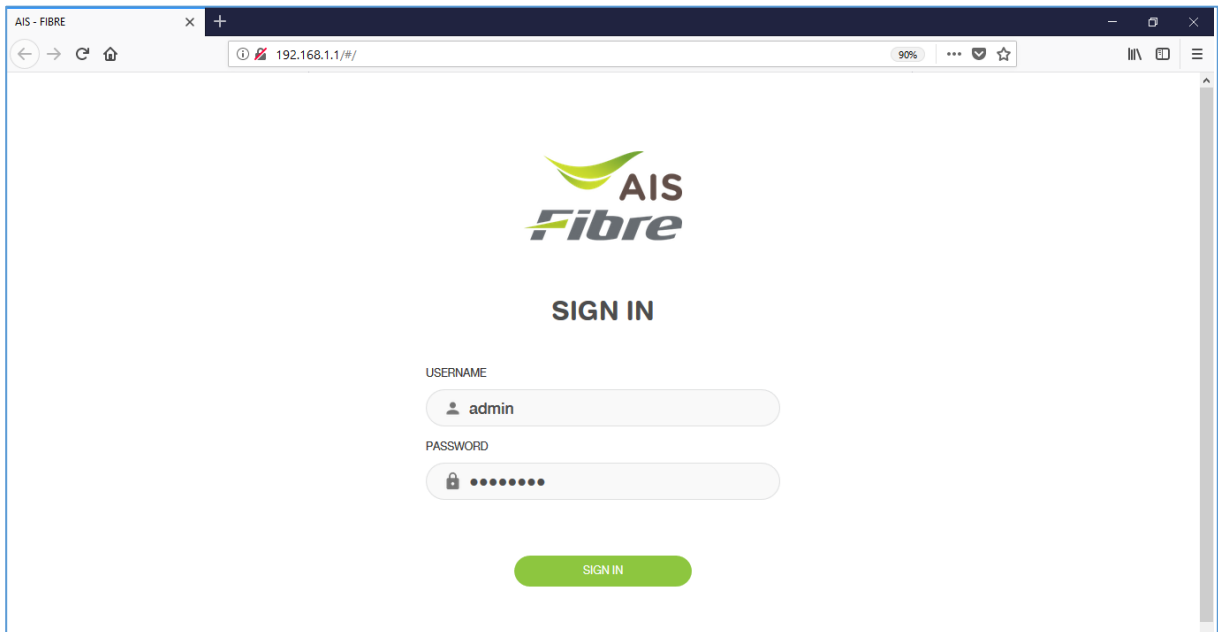 AIS - FIBRE
192.168.1.1/#/
90%
AIS
Fibre
SIGN IN
USERNAME
admin
PASSWORD
••••••••
SIGN IN